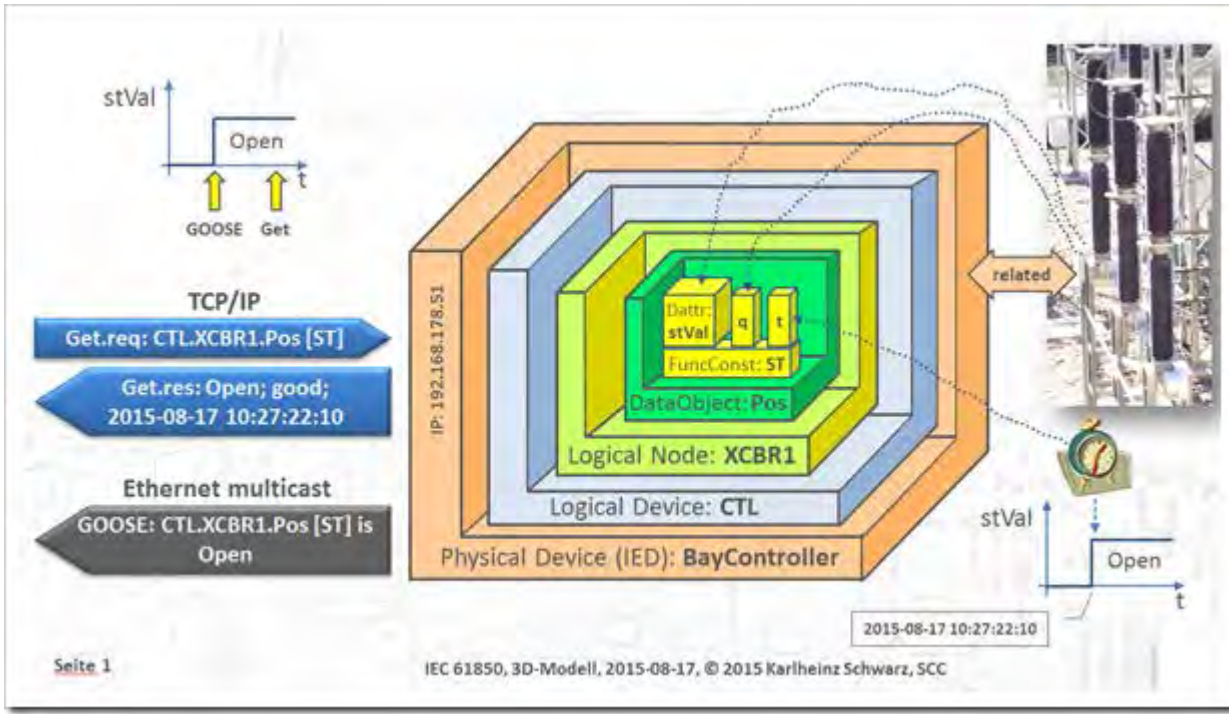 stVal
Open
t
GOOSE Get
TCP/IP
Get.req: CTL.XCBR1.Pos [ST]
Get.res: Open; good;
2015-08-17 10:27:22:10
Ethernet multicast
GOOSE: CTL.XCBR1.Pos [ST] is
Open
IP: 192.168.178.51
Dattr:
stVal
q
t
FuncConst: ST
DataObject: Pos
Logical Node: XCBR1
Logical Device: CTL
Physical Device (IED): BayController
related
stVal
Open
t
2015-08-17 10:27:22:10
Seite 1
IEC 61850, 3D-Modell, 2015-08-17, © 2015 Karlheinz Schwarz, SCC